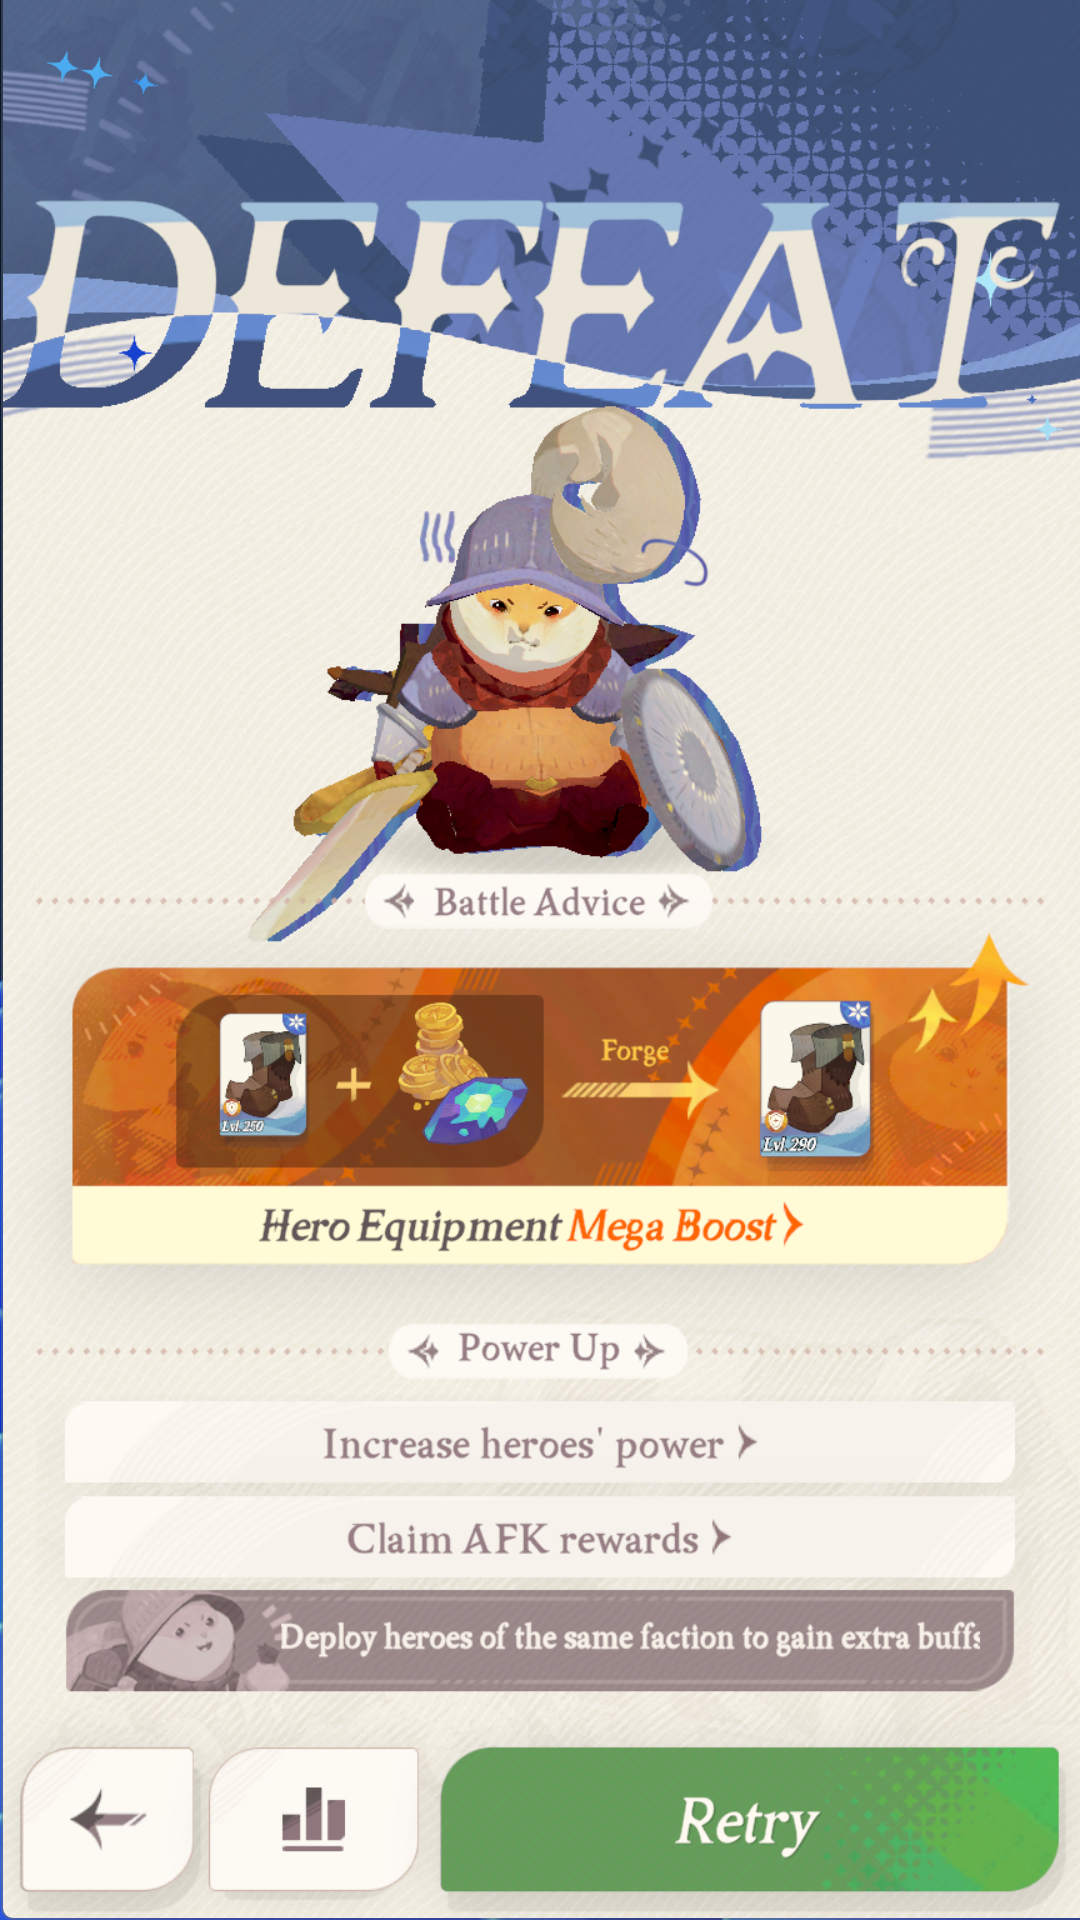 DEFEAT
Battle Advice
Forge
Lvl.250
Lvl.290
Hero Equipment Mega Boost
Power Up
Increase heroes' power
Claim AFK rewards
Deploy heroes of the same faction to gain extra buffs
Retry